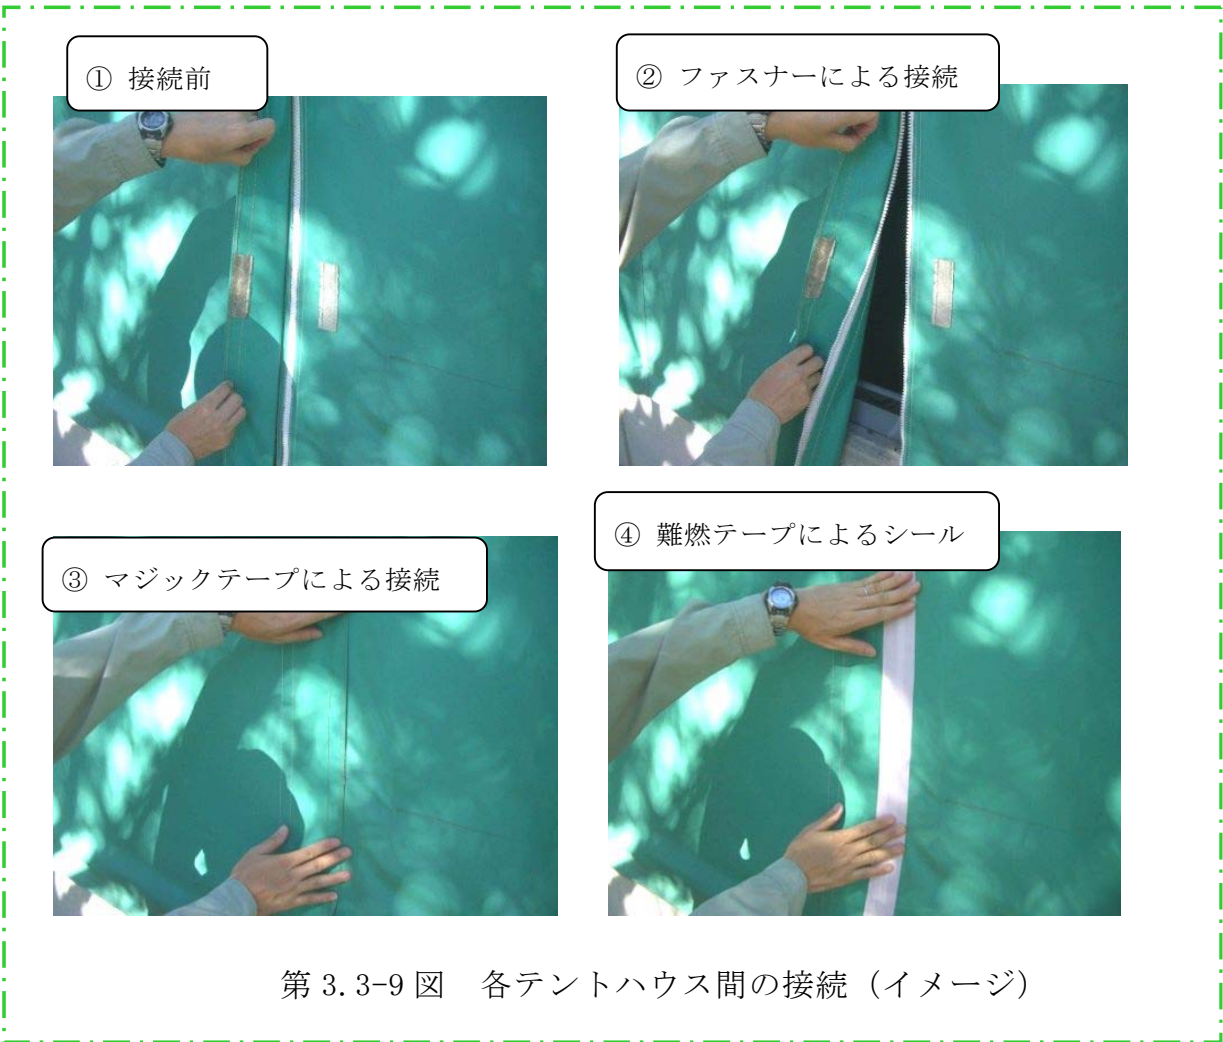 ① 接続前
② ファスナーによる接続
③ マジックテープによる接続
④ 難燃テープによるシール
第 3.3-9 図　各テントハウス間の接続（イメージ）